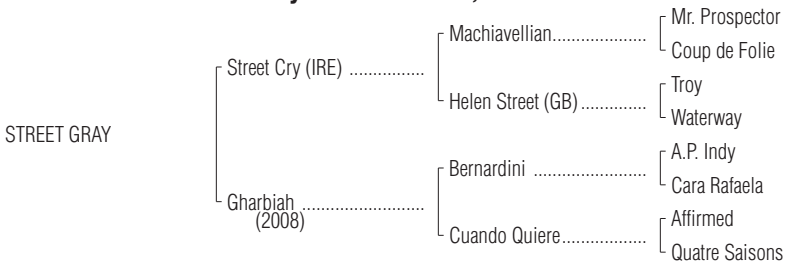 Mr. Prospector
Machiavellian.....................
Coup de Folie
Street Cry (IRE) ................
Troy
Helen Street (GB)..............
Waterway
STREET GRAY
A.P. Indy
Bernardini .........................
Cara Rafaela
Gharbiah ..........................
(2008)
Affirmed
Cuando Quiere...................
Quatre Saisons